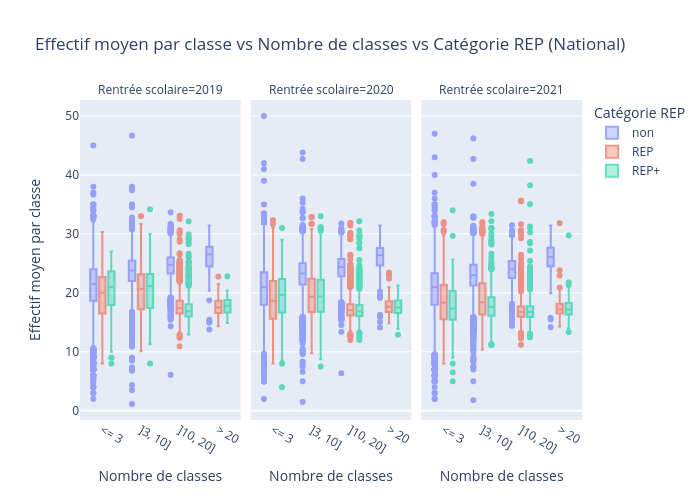 Effectif moyen par classe vs Nombre de classes vs Catégorie REP (National)
Rentrée scolaire=2019
Rentrée scolaire=2020
Rentrée scolaire=2021
Catégorie REP
non
REP
REP+
Effectif moyen par classe
50
40
30
20
10
0
<= 3
]3, 10]
]10, 20]
> 20
<= 3
]3, 10]
]10, 20]
> 20
<= 3
]3, 10]
]10, 20]
> 20
Nombre de classes
Nombre de classes
Nombre de classes